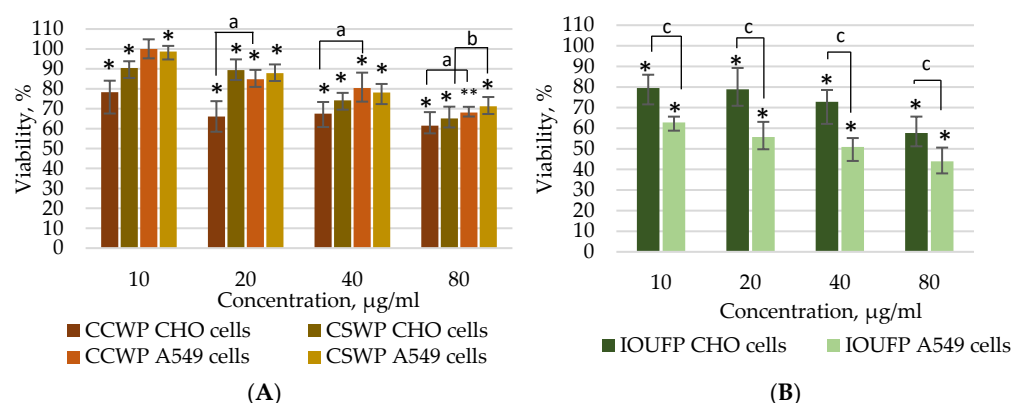 110
100
90
80
70
60
50
40
30
20
10
0
Viability, %
* * *
a
* * * *
a
* * * *
a b
* * ** *
10 20 40 80
Concentration, µg/ml
CCWP CHO cells CSWP CHO cells
CCWP A549 cells CSWP A549 cells
(A)
110
100
90
80
70
60
50
40
30
20
10
0
Viability, %
c c c c
* * * * * * * *
10 20 40 80
Concentration, µg/ml
IOUFP CHO cells IOUFP A549 cells
(B)